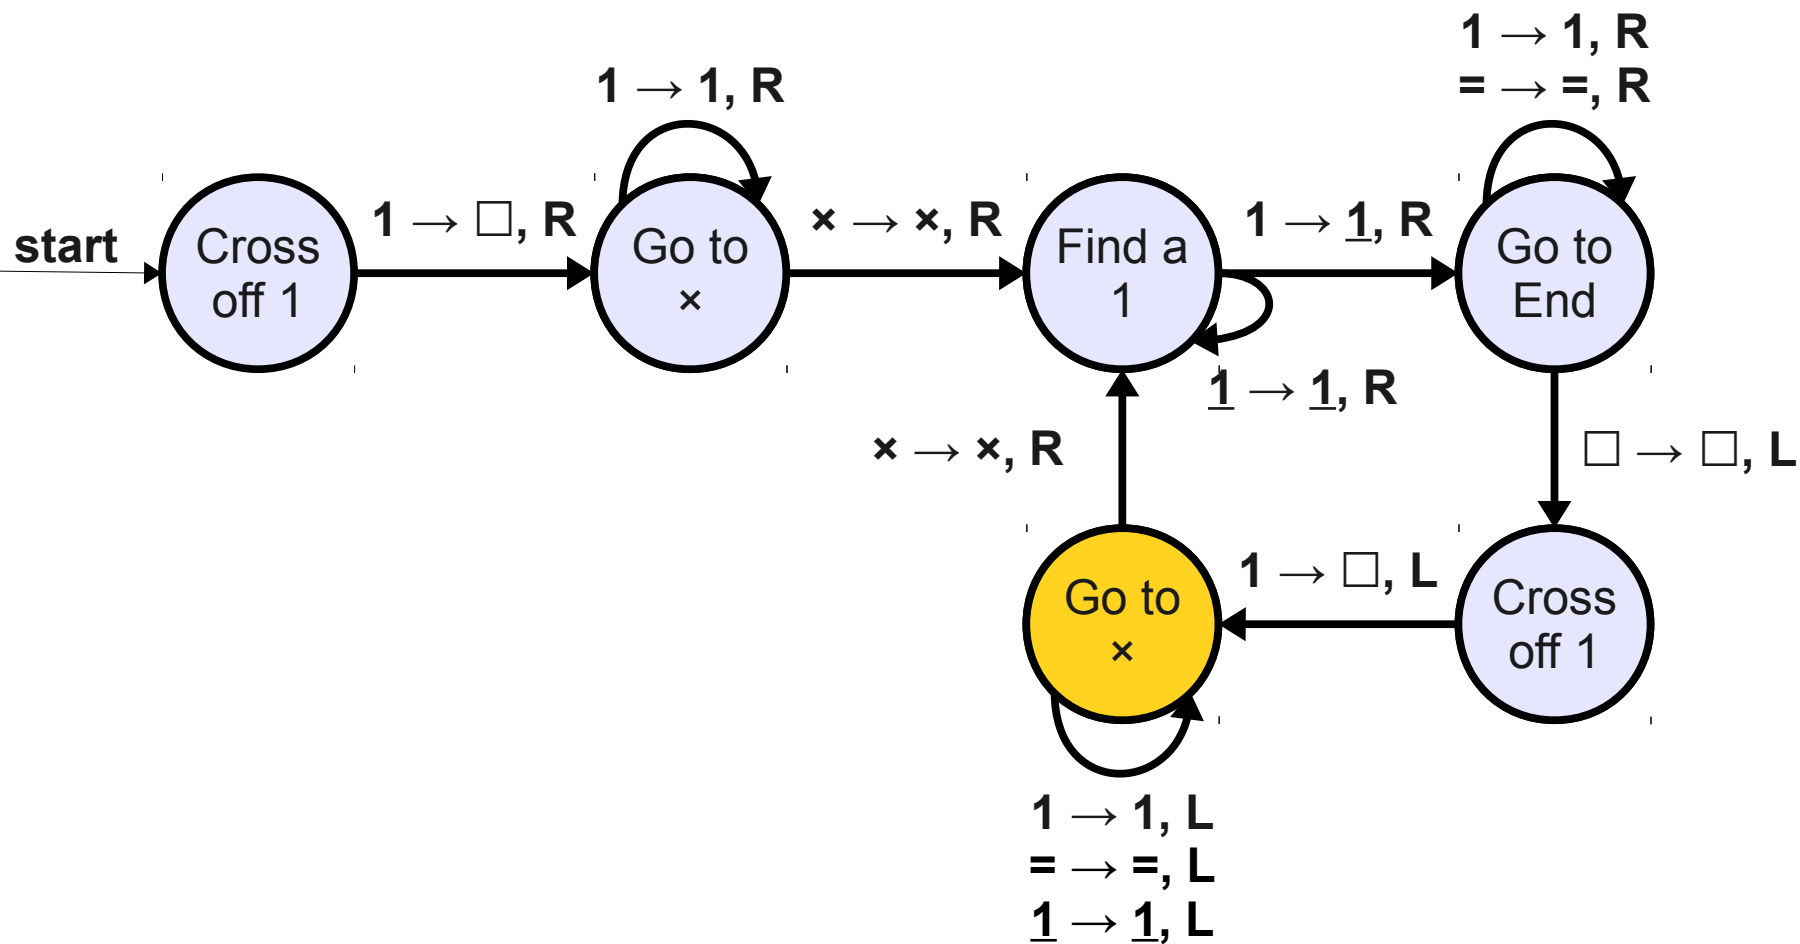 1 → 1, R
= → =, R
1 → 1, R
start
Cross
off 1
1 → □, R
Go to
×
× → ×, R
Find a
1
1 → 1̲, R
Go to
End
1̲ → 1̲, R
× → ×, R
□ → □, L
Go to
×
1 → □, L
Cross
off 1
1 → 1, L
= → =, L
1̲ → 1̲, L